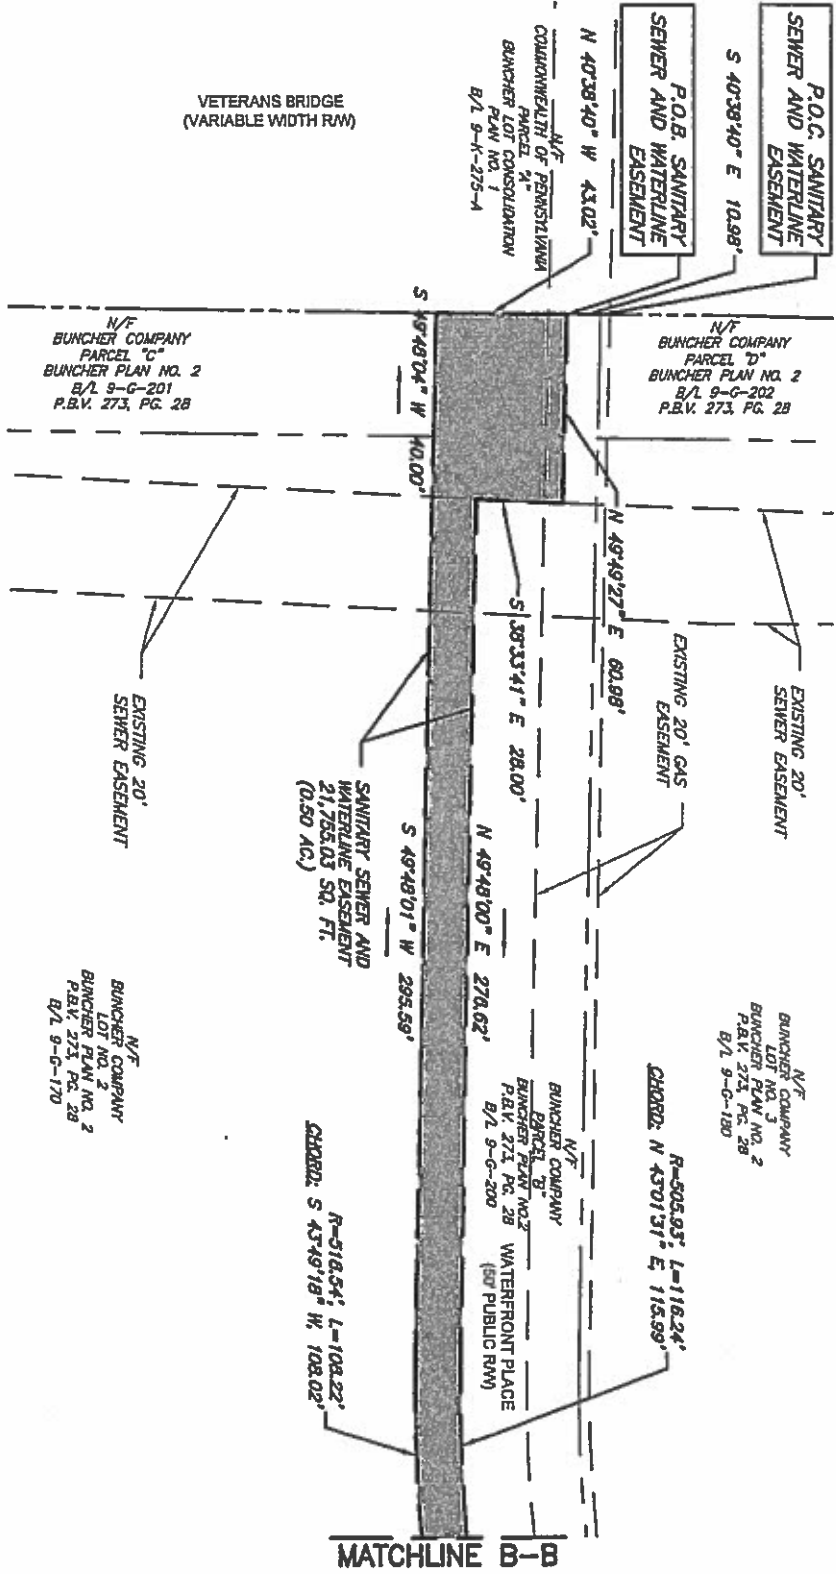 P.O.C. SANITARY
SEWER AND WATERLINE
EASEMENT
S 40°38'40" E 10.98'
P.O.B. SANITARY
SEWER AND WATERLINE
EASEMENT
N 40°38'40" W 43.02'
N/F
COMMONWEALTH OF PENNSYLVANIA
PARCEL "A"
BUNCHER LOT CONSOLIDATION
PLAN NO. 1
B/L 9-K-275-A
VETERANS BRIDGE
(VARIABLE WIDTH R/W)
N/F
BUNCHER COMPANY
PARCEL "C"
BUNCHER PLAN NO. 2
B/L 9-G-201
P.B.V. 273, PG. 28
S 49°48'04" W 40.00'
N/F
BUNCHER COMPANY
PARCEL "D"
BUNCHER PLAN NO. 2
B/L 9-G-202
P.B.V. 273, PG. 28
N 49°49'27" E 60.98'
S 38°33'41" E 28.00'
EXISTING 20' GAS
EASEMENT
EXISTING 20'
SEWER EASEMENT
EXISTING 20'
SEWER EASEMENT
SANITARY SEWER AND
WATERLINE EASEMENT
21,755.03 SQ. FT.
(0.50 AC.)
N 49°48'00" E 270.62'
S 49°48'01" W 295.59'
N/F
BUNCHER COMPANY
LOT NO. 3
BUNCHER PLAN NO. 2
P.B.V. 273, PG. 28
B/L 9-G-180
N/F
BUNCHER COMPANY
LOT NO. 2
BUNCHER PLAN NO. 2
P.B.V. 273, PG. 28
B/L 9-G-170
N/F
BUNCHER COMPANY
PARCEL "B"
BUNCHER PLAN NO.2
P.B.V. 273, PG. 28
B/L 9-G-200
WATERFRONT PLACE
(50' PUBLIC R/W)
R=505.93', L=116.24'
CHORD: N 43°01'31" E, 115.99'
R=518.54', L=108.22'
CHORD: S 43°49'18" W, 108.02'
MATCHLINE B-B